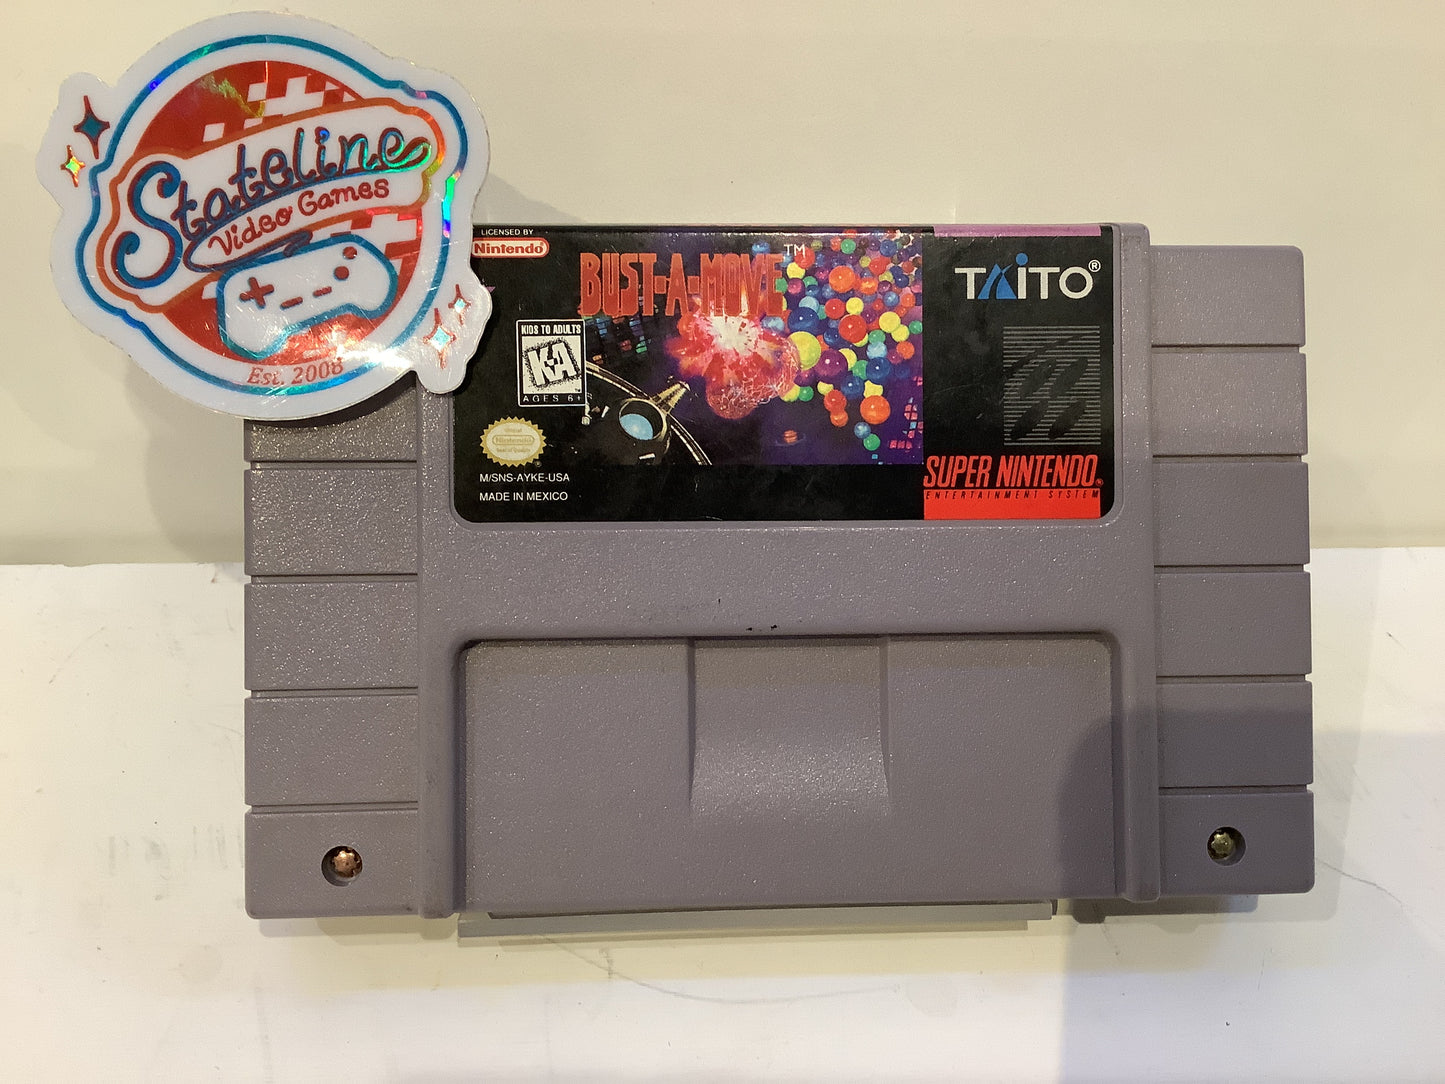 Stateline
Video Games
Est. 2008
LICENSED BY
Nintendo
BUST-A-MOVE™
TAITO®
KIDS TO ADULTS
K-A
AGES 6+
Nintendo
M/SNS-AYKE-USA
MADE IN MEXICO
SUPER NINTENDO®
ENTERTAINMENT SYSTEM